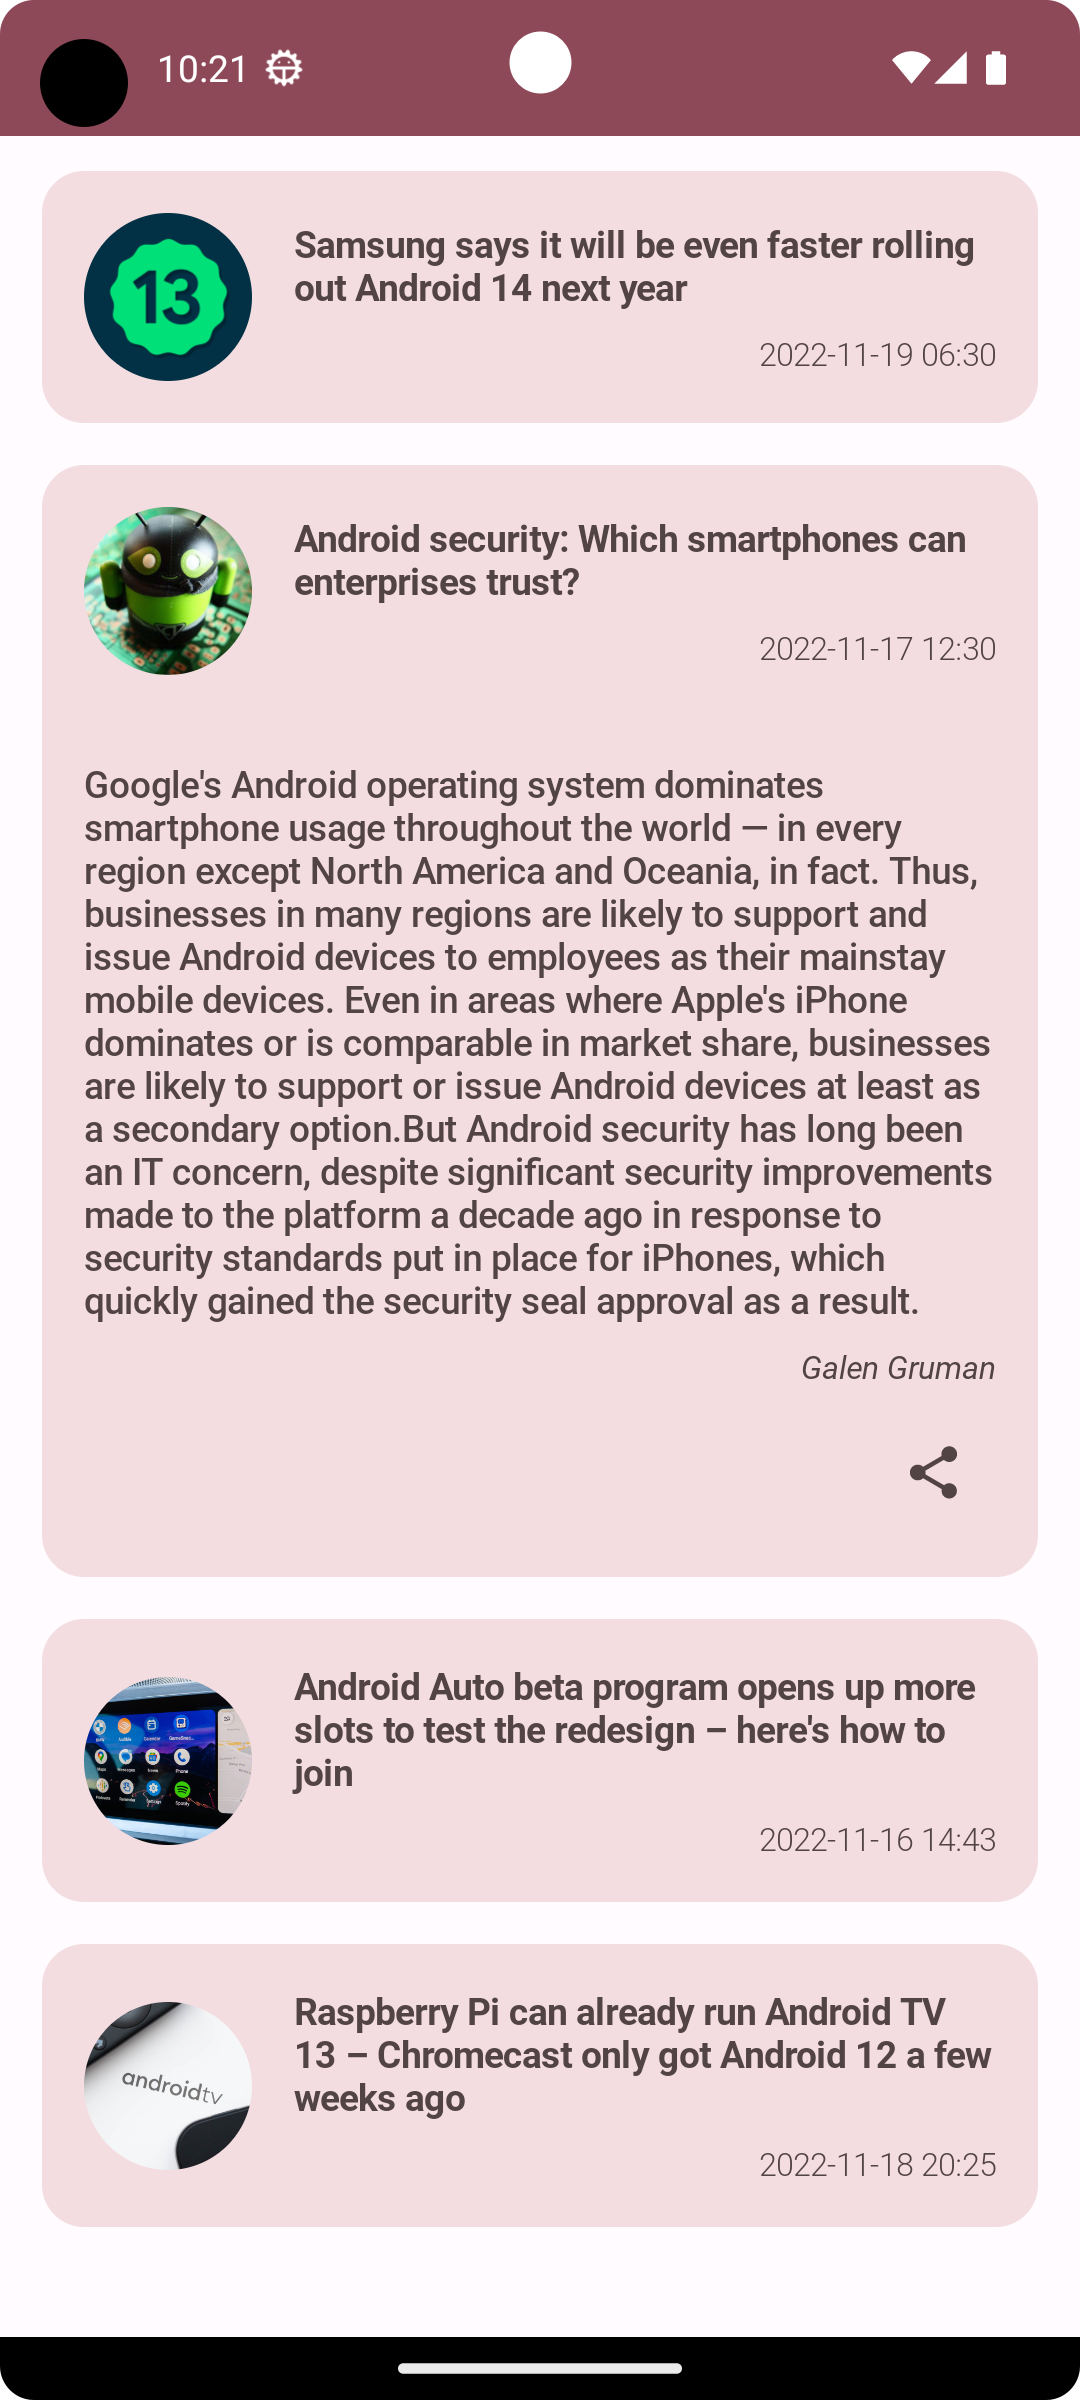 10:21
13
Samsung says it will be even faster rolling
out Android 14 next year
2022-11-19 06:30
Android security: Which smartphones can
enterprises trust?
2022-11-17 12:30
Google's Android operating system dominates
smartphone usage throughout the world — in every
region except North America and Oceania, in fact. Thus,
businesses in many regions are likely to support and
issue Android devices to employees as their mainstay
mobile devices. Even in areas where Apple's iPhone
dominates or is comparable in market share, businesses
are likely to support or issue Android devices at least as
a secondary option.But Android security has long been
an IT concern, despite significant security improvements
made to the platform a decade ago in response to
security standards put in place for iPhones, which
quickly gained the security seal approval as a result.
Galen Gruman
Android Auto beta program opens up more
slots to test the redesign – here's how to
join
2022-11-16 14:43
Raspberry Pi can already run Android TV
13 – Chromecast only got Android 12 a few
weeks ago
androidtv
2022-11-18 20:25